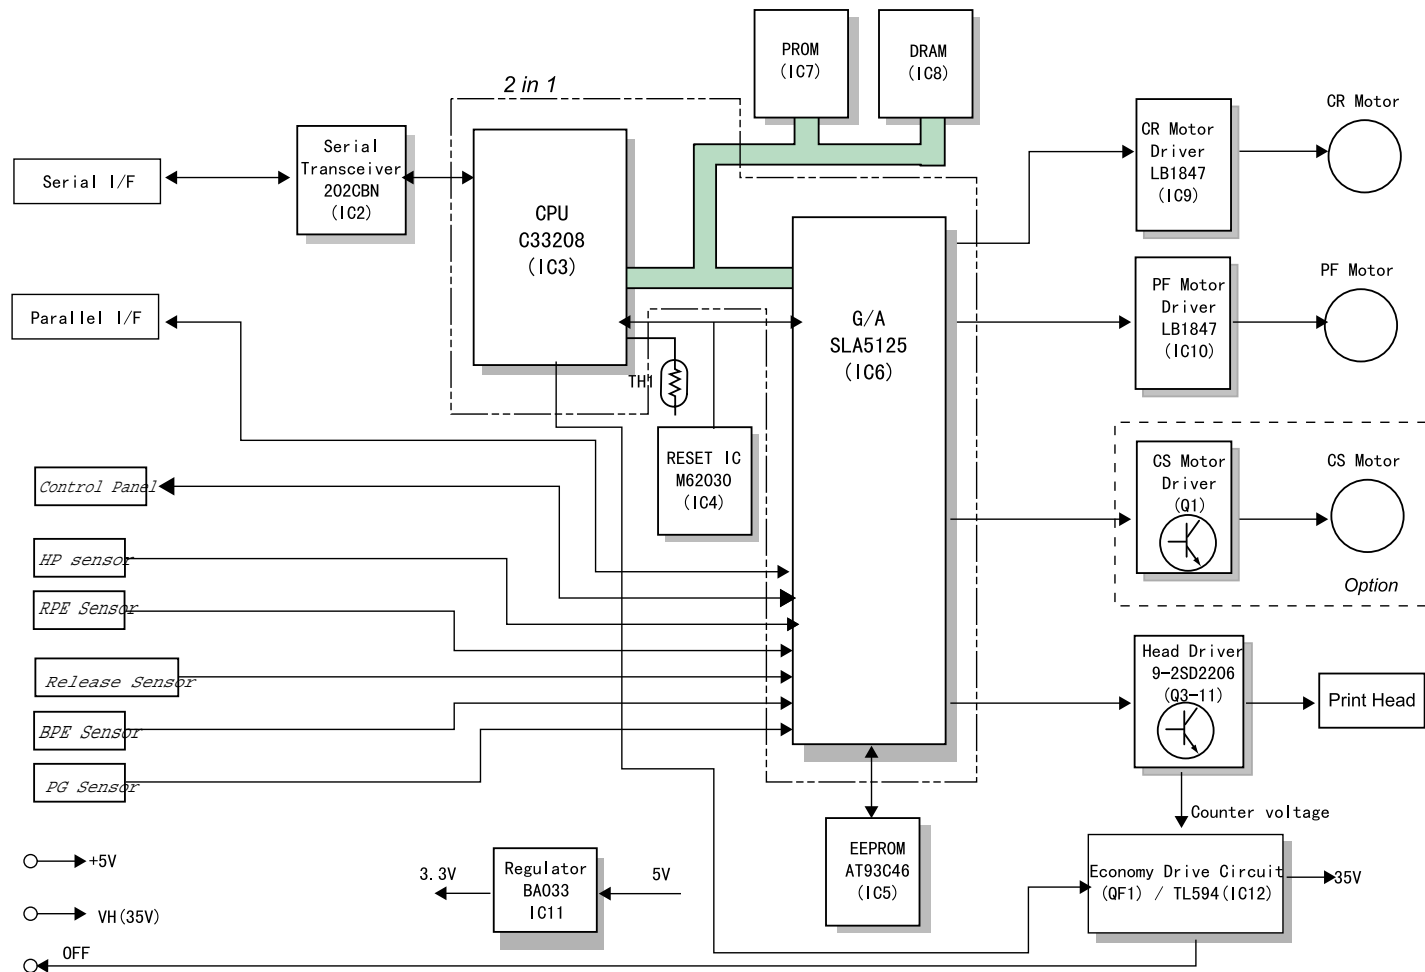 2 in 1
PROM
(IC7)
DRAM
(IC8)
CR Motor
CR Motor
Driver
LB1847
(IC9)
Serial
Transceiver
202CBN
(IC2)
Serial I/F
CPU
C33208
(IC3)
PF Motor
PF Motor
Driver
LB1847
(IC10)
Parallel I/F
G/A
SLA5125
(IC6)
TH1
RESET IC
M62030
(IC4)
CS Motor
Driver
(Q1)
CS Motor
Option
Control Panel
HP sensor
RPE Sensor
Release Sensor
BPE Sensor
PG Sensor
Head Driver
9-2SD2206
(Q3-11)
Print Head
Counter voltage
EEPROM
AT93C46
(IC5)
Economy Drive Circuit
(QF1) / TL594(IC12)
35V
+5V
VH(35V)
OFF
3.3V
Regulator
BA033
IC11
5V